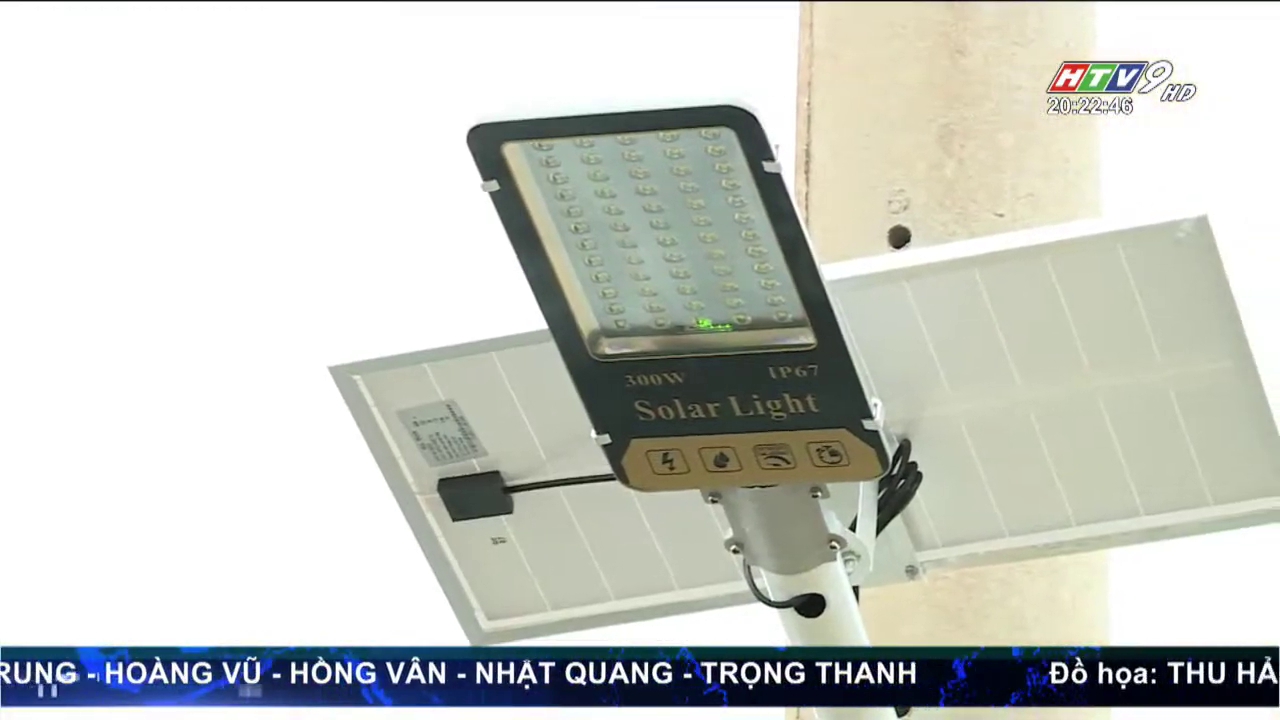 HTV9 HD
20:22:46
300W IP67
Solar Light
RUNG - HOÀNG VŨ - HỒNG VÂN - NHẬT QUANG - TRỌNG THANH Đồ họa: THU HẢ